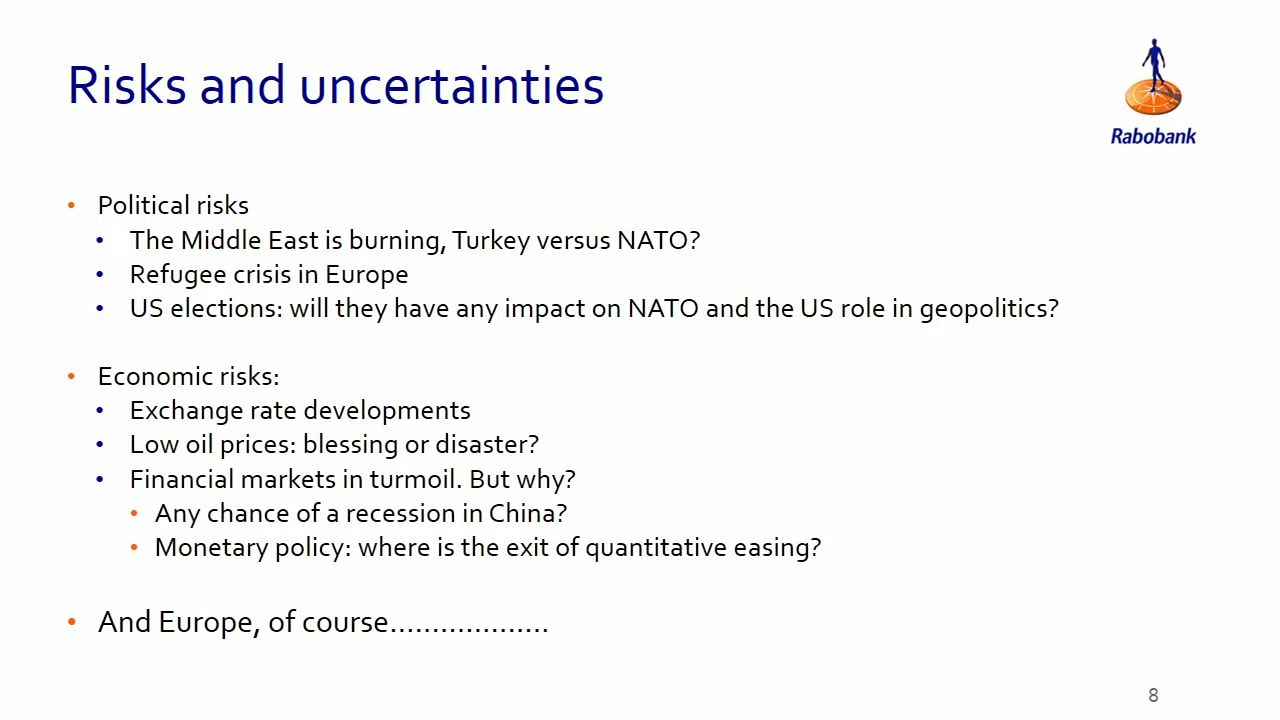 Risks and uncertainties
Rabobank
• Political risks
• The Middle East is burning, Turkey versus NATO?
• Refugee crisis in Europe
• US elections: will they have any impact on NATO and the US role in geopolitics?
• Economic risks:
• Exchange rate developments
• Low oil prices: blessing or disaster?
• Financial markets in turmoil. But why?
• Any chance of a recession in China?
• Monetary policy: where is the exit of quantitative easing?
• And Europe, of course...................
8